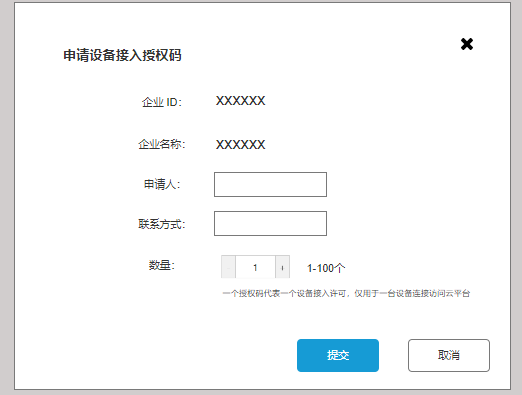 申请设备接入授权码
企业 ID： XXXXXX
企业名称： XXXXXX
申请人：
联系方式：
数量： 1 + 1-100个
一个授权码代表一个设备接入许可，仅用于一台设备连接访问云平台
提交 取消